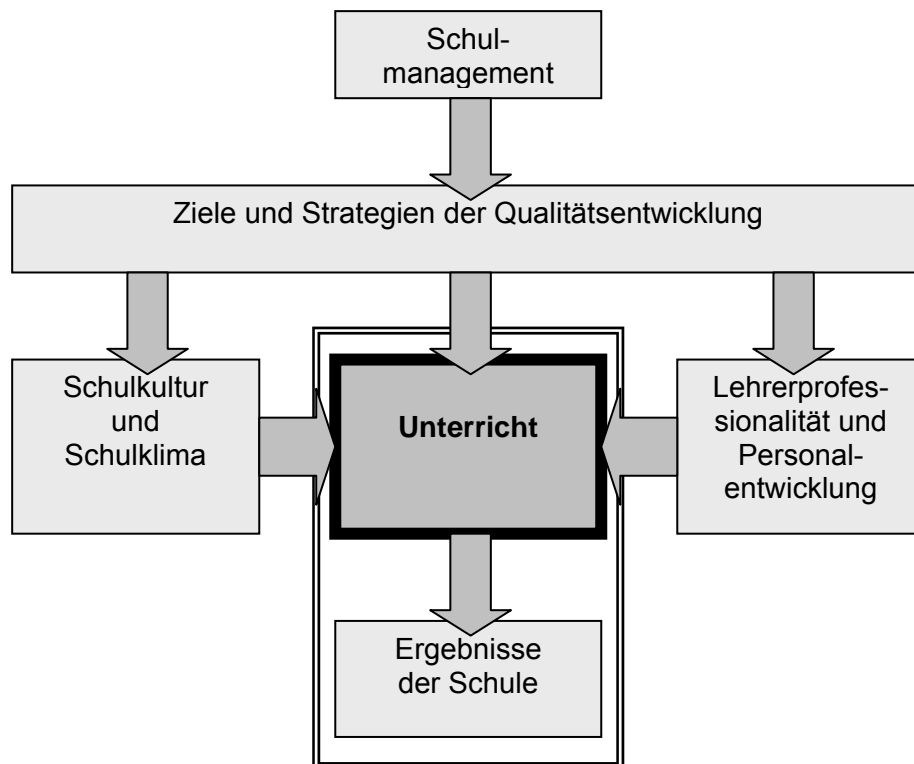 Schul-
management
Ziele und Strategien der Qualitätsentwicklung
Schulkultur
und
Schulklima
Unterricht
Lehrerprofes-
sionalität und
Personal-
entwicklung
Ergebnisse
der Schule